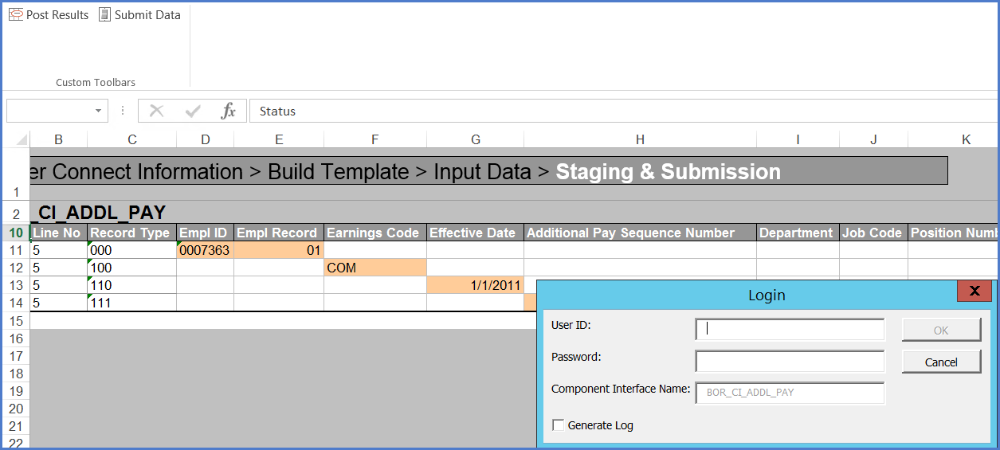 Post Results Submit Data
Custom Toolbars
fx Status
B C D E F G H I J K
1 er Connect Information > Build Template > Input Data > Staging & Submission
2 _CI_ADDL_PAY
10 Line No Record Type Empl ID Empl Record Earnings Code Effective Date Additional Pay Sequence Number Department Job Code Position Numb
11 5 000 0007363 01
12 5 100 COM
13 5 110 1/1/2011
14 5 111
15
16
17
18
19
20
21
22
Login
X
User ID:
OK
Password:
Cancel
Component Interface Name: BOR_CI_ADDL_PAY
Generate Log